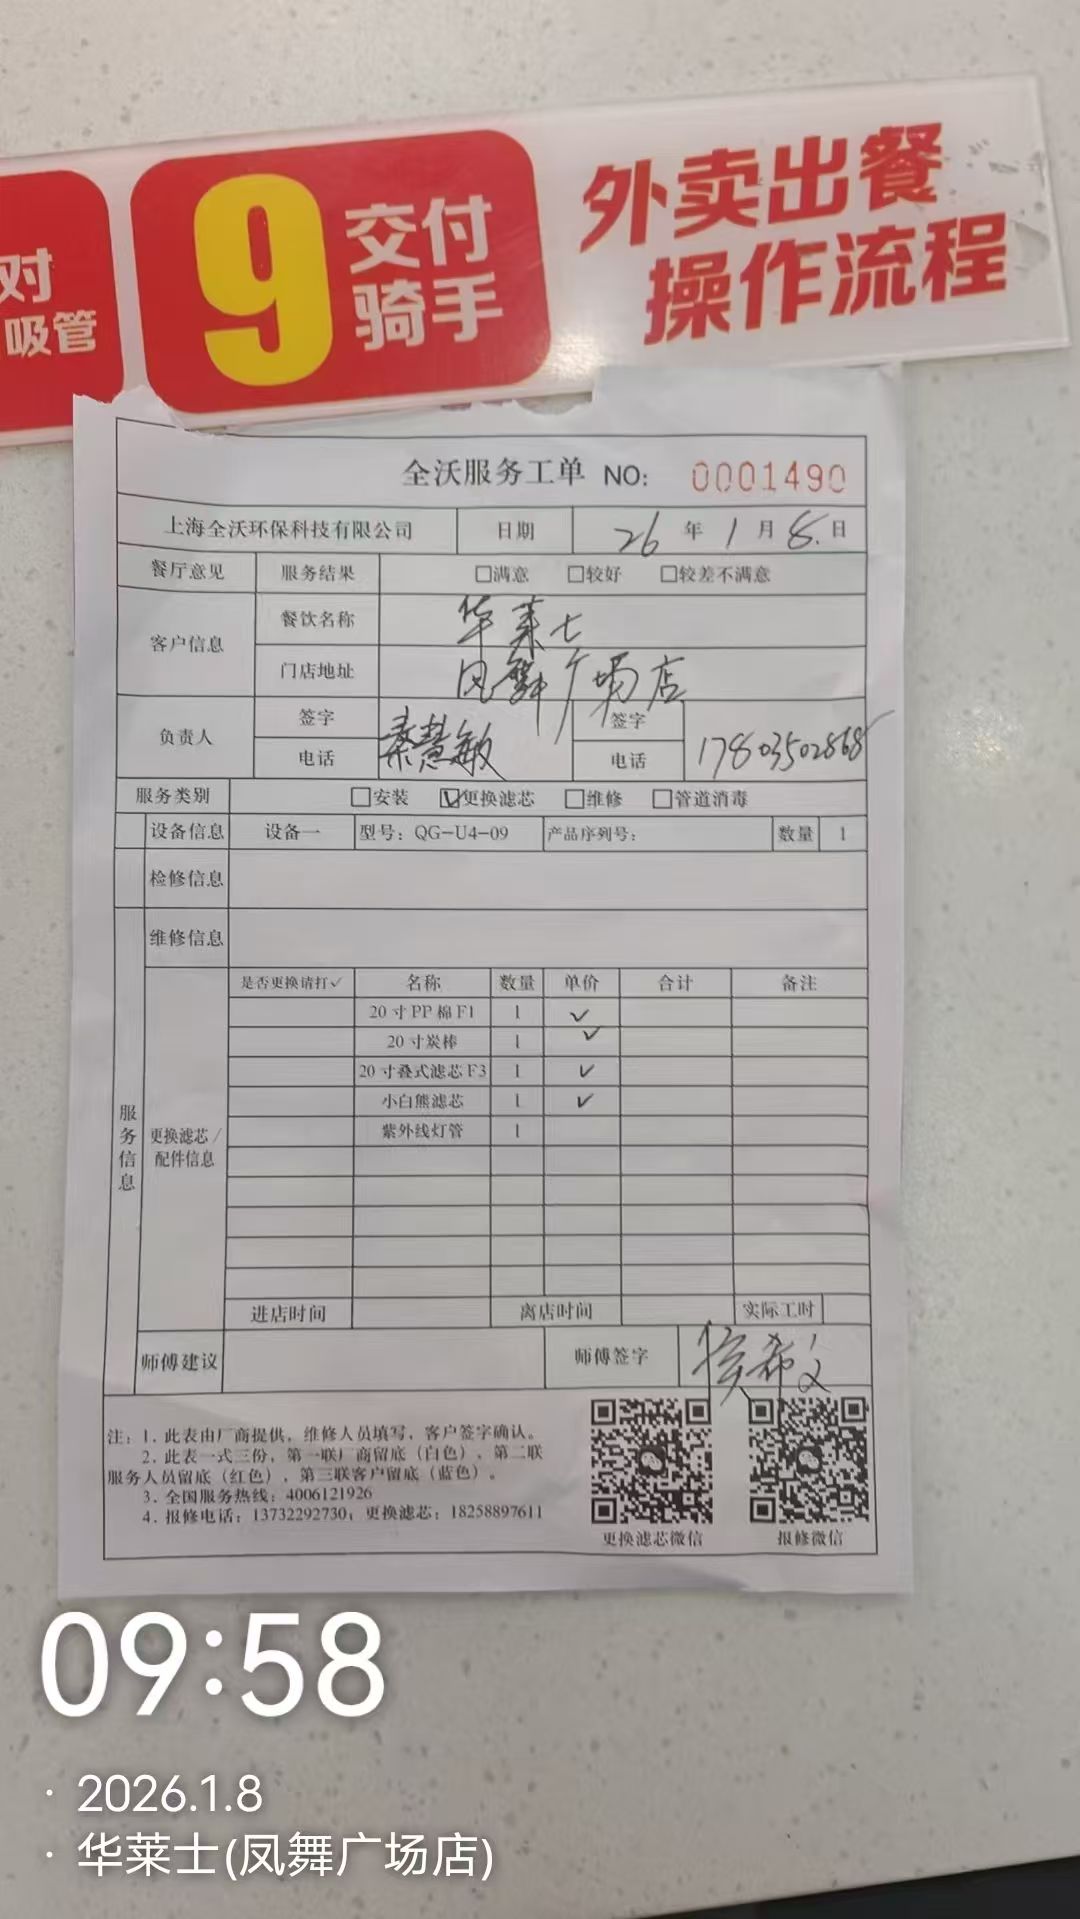 对
吸管
9
交付
骑手
外卖出餐
操作流程
全沃服务工单 NO: 0001490
上海全沃环保科技有限公司 日期 26 年 1 月 8. 日
餐厅意见 服务结果 □满意 □较好 □较差不满意
客户信息 餐饮名称 华莱士
门店地址 凤舞广场店
负责人 签字 秦慧敏 签字
电话 电话 17803502868
服务类别 □安装 ☑更换滤芯 □维修 □管道消毒
设备信息 设备一 型号: QG-U4-09 产品序列号: 数量 1
检修信息
维修信息
是否更换请打✓ 名称 数量 单价 合计 备注
20寸PP棉F1 1 ✓
20寸炭棒 1 ✓
20寸叠式滤芯F3 1 ✓
小白熊滤芯 1 ✓
紫外线灯管 1
服务信息
更换滤芯/
配件信息
进店时间 离店时间 实际工时
师傅建议 师傅签字 侯希文
注: 1. 此表由厂商提供, 维修人员填写, 客户签字确认。
2. 此表一式三份, 第一联厂商留底 (白色), 第二联
服务人员留底 (红色), 第三联客户留底 (蓝色)。
3. 全国服务热线: 4006121926
4. 报修电话: 13732292730; 更换滤芯: 18258897611
更换滤芯微信 报修微信
09:58
· 2026.1.8
· 华莱士(凤舞广场店)